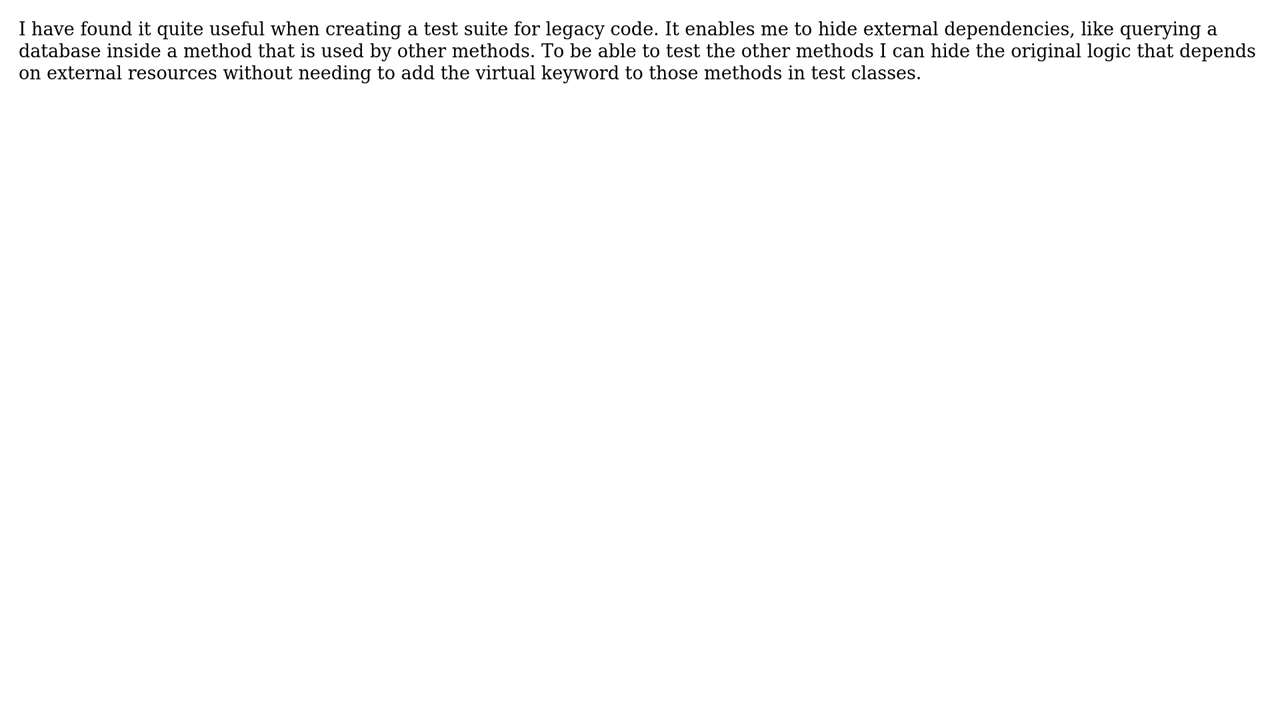 I have found it quite useful when creating a test suite for legacy code. It enables me to hide external dependencies, like querying a
database inside a method that is used by other methods. To be able to test the other methods I can hide the original logic that depends
on external resources without needing to add the virtual keyword to those methods in test classes.